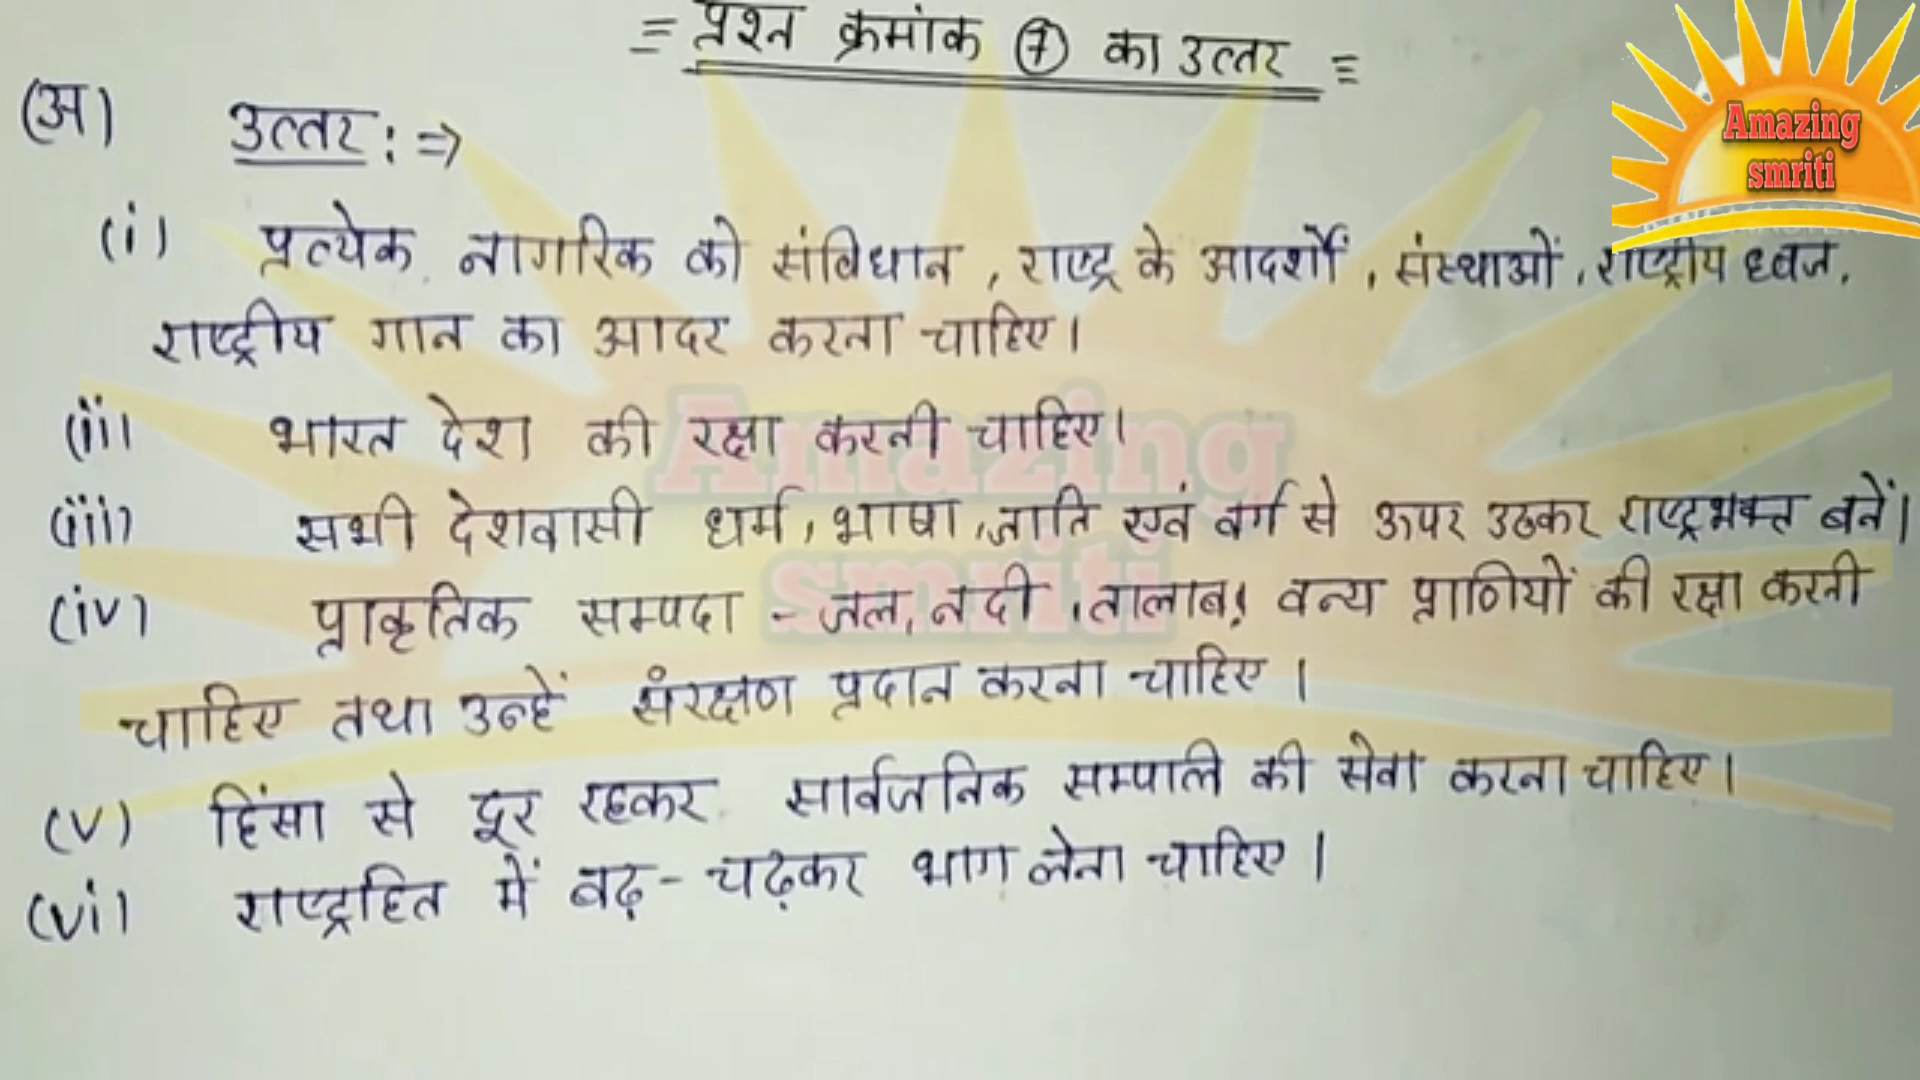 = प्रश्न क्रमांक ⑦ का उत्तर =
(अ) उत्तर : ⇒
(i) प्रत्येक नागरिक को संविधान, राष्ट्र के आदर्शों, संस्थाओं, राष्ट्रीय ध्वज,
राष्ट्रीय गान का आदर करना चाहिए।
(ii) भारत देश की रक्षा करनी चाहिए।
(iii) सभी देशवासी धर्म, भाषा, जाति एवं वर्ग से ऊपर उठकर राष्ट्रभक्त बनें।
(iv) प्राकृतिक सम्पदा - जल, नदी, तालाब, वन्य प्राणियों की रक्षा करनी
चाहिए तथा उन्हें संरक्षण प्रदान करना चाहिए।
(v) हिंसा से दूर रहकर सार्वजनिक सम्पत्ति की सेवा करना चाहिए।
(vi) राष्ट्रहित में बढ़-चढ़कर भाग लेना चाहिए।
Amazing
smriti
Amazing
smriti